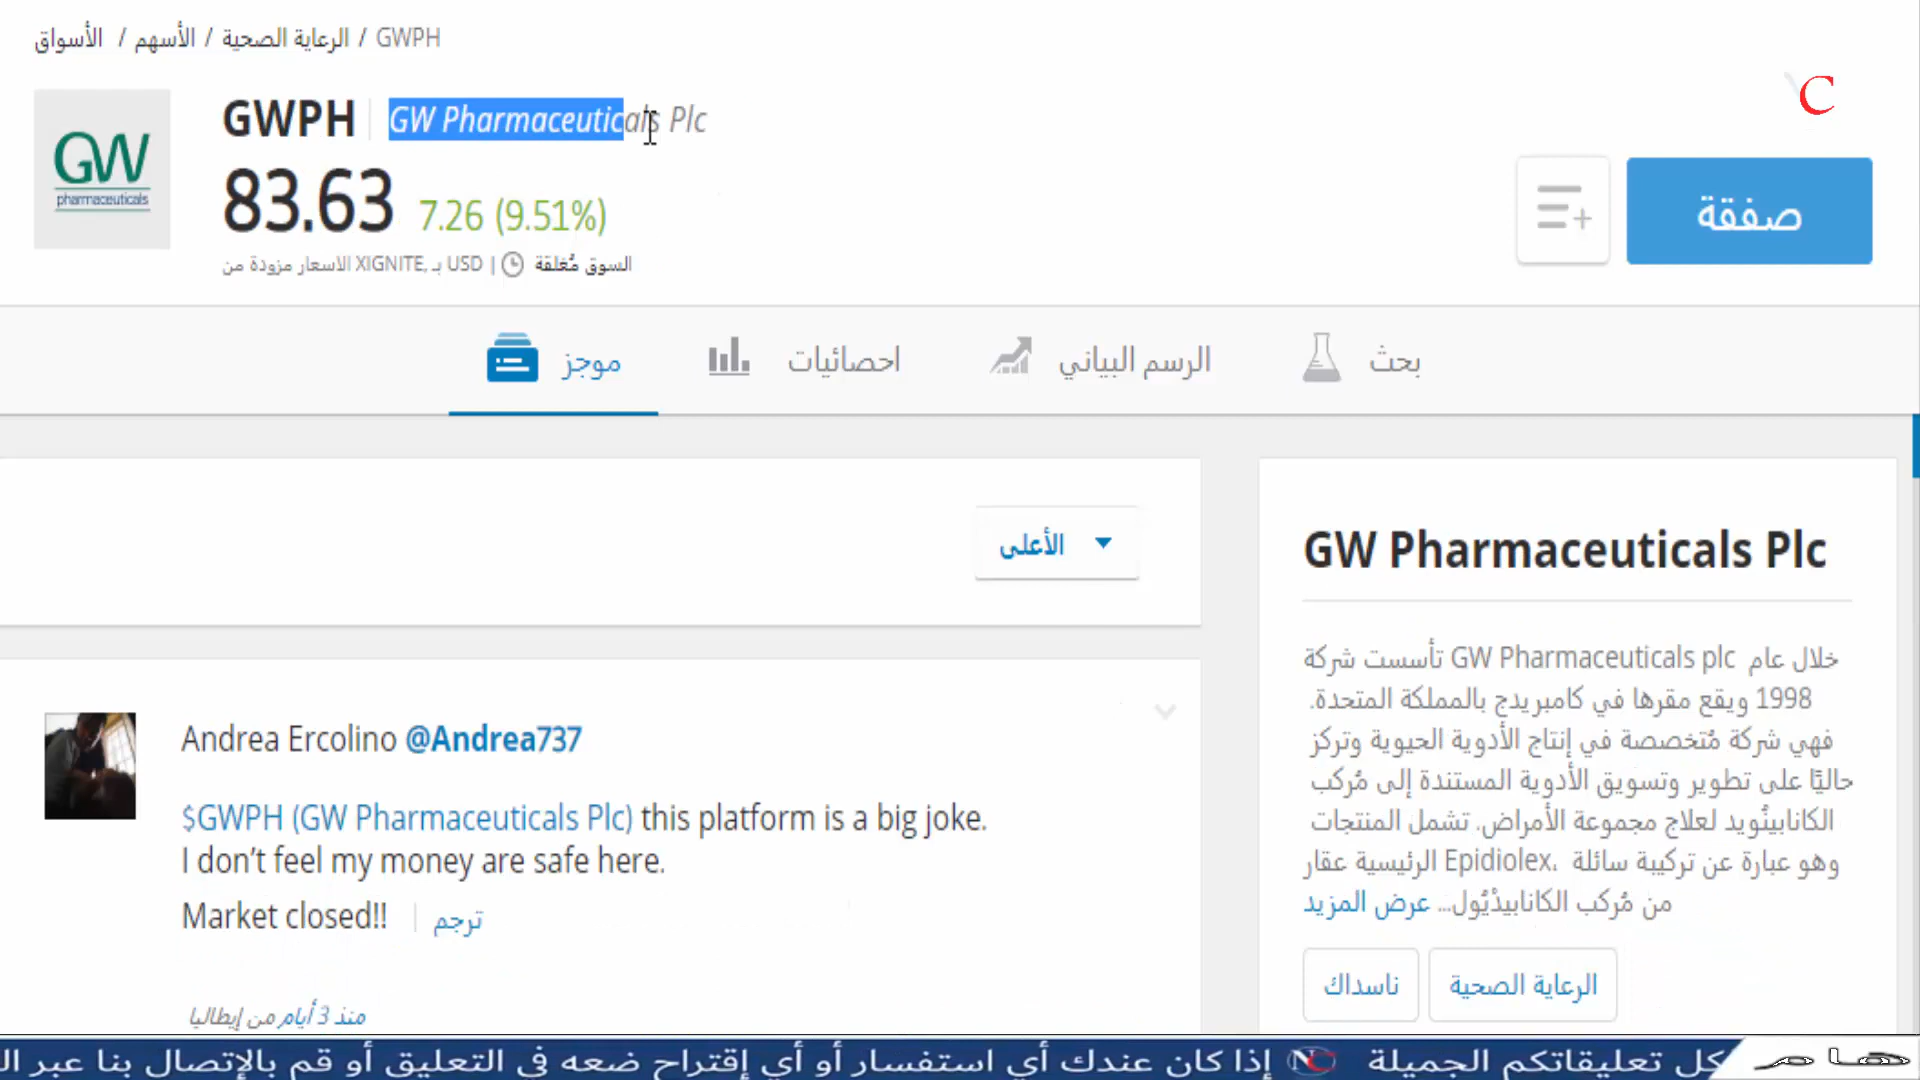 الأسواق / الأسهم / الرعاية الصحية / GWPH
C
GW
pharmaceuticals
GWPH | GW Pharmaceuticals Plc
83.63 7.26 (9.51%)
الاسعار مزودة من XIGNITE, بـ USD | السوق مُغلقة
صفقة
موجز
احصائيات
الرسم البياني
بحث
الأعلى
GW Pharmaceuticals Plc
تأسست شركة GW Pharmaceuticals plc خلال عام
1998 ويقع مقرها في كامبريدج بالمملكة المتحدة.
فهي شركة مُتخصصة في إنتاج الأدوية الحيوية وتركز
حاليًا على تطوير وتسويق الأدوية المستندة إلى مُركب
الكانابينُويد لعلاج مجموعة الأمراض. تشمل المنتجات
الرئيسية عقار Epidiolex، وهو عبارة عن تركيبة سائلة
من مُركب الكانابيدْيُول... عرض المزيد
ناسداك
الرعاية الصحية
Andrea Ercolino @Andrea737
$GWPH (GW Pharmaceuticals Plc) this platform is a big joke.
I don't feel my money are safe here.
Market closed!! | ترجم
منذ 3 أيام من إيطاليا
هام
كل تعليقاتكم الجميلة NC إذا كان عندك أي استفسار أو أي إقتراح ضعه في التعليق أو قم بالإتصال بنا عبر ال